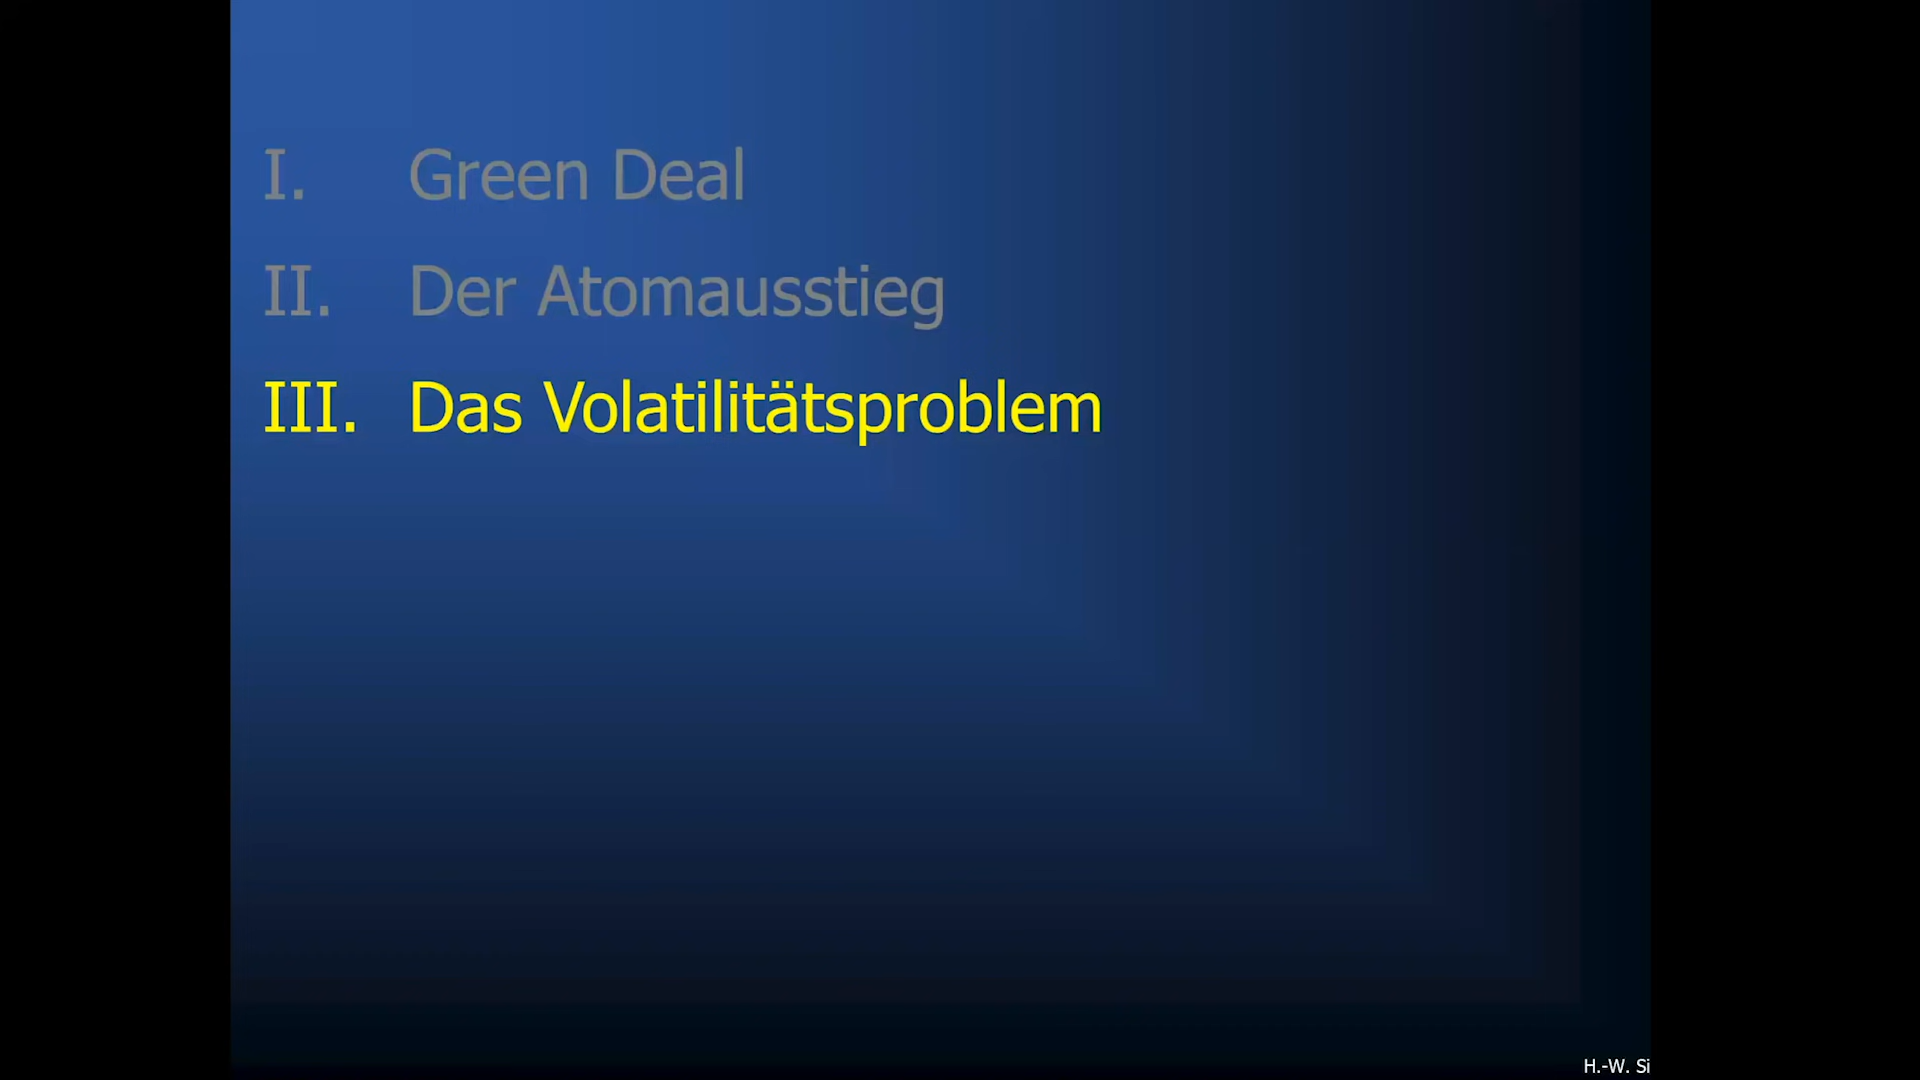 I. Green Deal
II. Der Atomausstieg
III. Das Volatilitätsproblem
H.-W. Si